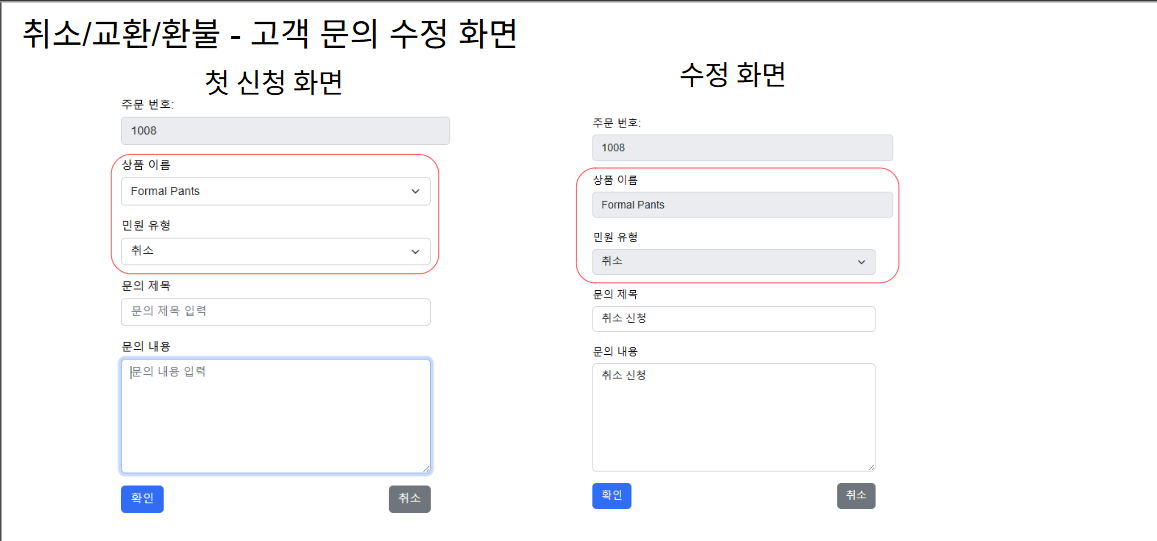 취소/교환/환불 - 고객 문의 수정 화면
첫 신청 화면
주문 번호:
1008
상품 이름
Formal Pants
민원 유형
취소
문의 제목
문의 제목 입력
문의 내용
문의 내용 입력
확인
취소
수정 화면
주문 번호:
1008
상품 이름
Formal Pants
민원 유형
취소
문의 제목
취소 신청
문의 내용
취소 신청
확인
취소